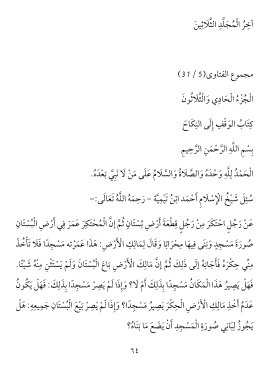 آخِرُ الْمُجَلَّدِ الثَّلَاثِينَ
مجموع الفتاوى (5 / 31)
الْجُزْءُ الْحَادِي وَالثَّلَاثُونَ
كِتَابُ الْوَقْفِ إِلَى النِّكَاحِ
بِسْمِ اللَّهِ الرَّحْمَنِ الرَّحِيمِ
الْحَمْدُ لِلَّهِ وَحْدَهُ وَالصَّلَاةُ وَالسَّلَامُ عَلَى مَنْ لَا نَبِيَّ بَعْدَهُ.
سُئِلَ شَيْخُ الْإِسْلَامِ أَحْمَد ابْنُ تَيْمِيَّةَ - رَحِمَهُ اللَّهُ تَعَالَى -:
عَنْ رَجُلٍ احْتَكَرَ مِنْ رَجُلٍ قِطْعَةَ أَرْضِ بُسْتَانٍ ثُمَّ إنَّ الْمُحْتَكِرَ عَمَرَ فِي أَرْضِ الْبُسْتَانِ
صُورَةَ مَسْجِدٍ وَبَنَى فِيهَا مِحْرَابًا وَقَالَ لِمَالِكِ الْأَرْضِ: هَذَا عَمَرْته مَسْجِدًا فَلَا تَأْخُذْ
مِنِّي حِكْرَهُ فَأَجَابَهُ إلَى ذَلِكَ ثُمَّ إنَّ مَالِكَ الْأَرْضِ بَاعَ الْبُسْتَانَ وَلَمْ يَسْتَثْنِ مِنْهُ شَيْئًا.
فَهَلْ يَصِيرُ هَذَا الْمَكَانُ مَسْجِدًا بِذَلِكَ أَمْ لَا؟ وَإِذَا لَمْ يَصِرْ مَسْجِدًا بِذَلِكَ: فَهَلْ يَكُونُ
عَدَمُ أَخْذِ مَالِكِ الْأَرْضِ الْحِكْرَ يَصِيرُ مَسْجِدًا؟ وَإِذَا لَمْ يَصِرْ بَيْعُ الْبُسْتَانِ جَمِيعِهِ: هَلْ
يَجُوزُ لِبَانِي صُورَةِ الْمَسْجِدِ أَنْ يَضَعَ مَا بَنَاهُ؟
٦٤